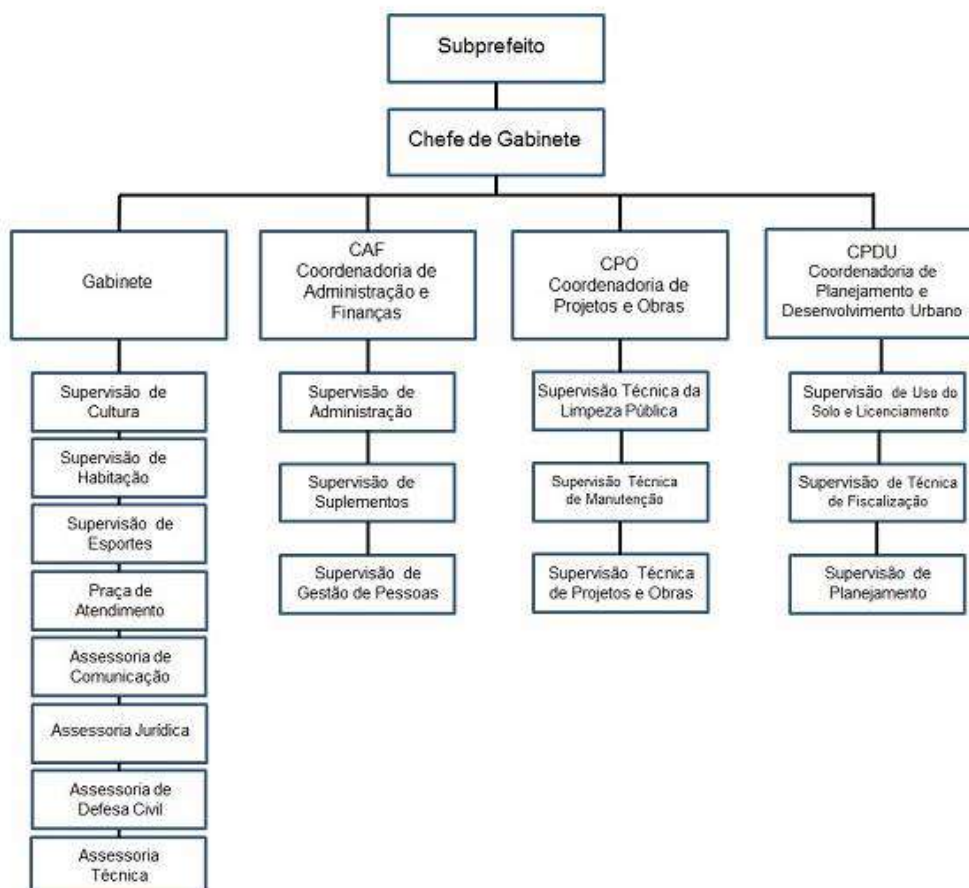 Subprefeito
Chefe de Gabinete
Gabinete
CAF
Coordenadoria de
Administração e
Finanças
CPO
Coordenadoria de
Projetos e Obras
CPDU
Coordenadoria de
Planejamento e
Desenvolvimento Urbano
Supervisão de
Cultura
Supervisão de
Habitação
Supervisão de
Esportes
Praça de
Atendimento
Assessoria de
Comunicação
Assessoria Jurídica
Assessoria de
Defesa Civil
Assessoria
Técnica
Supervisão de
Administração
Supervisão de
Suplementos
Supervisão de
Gestão de Pessoas
Supervisão Técnica da
Limpeza Pública
Supervisão Técnica
de Manutenção
Supervisão Técnica
de Projetos e Obras
Supervisão de Uso do
Solo e Licenciamento
Supervisão de Técnica
de Fiscalização
Supervisão de
Planejamento